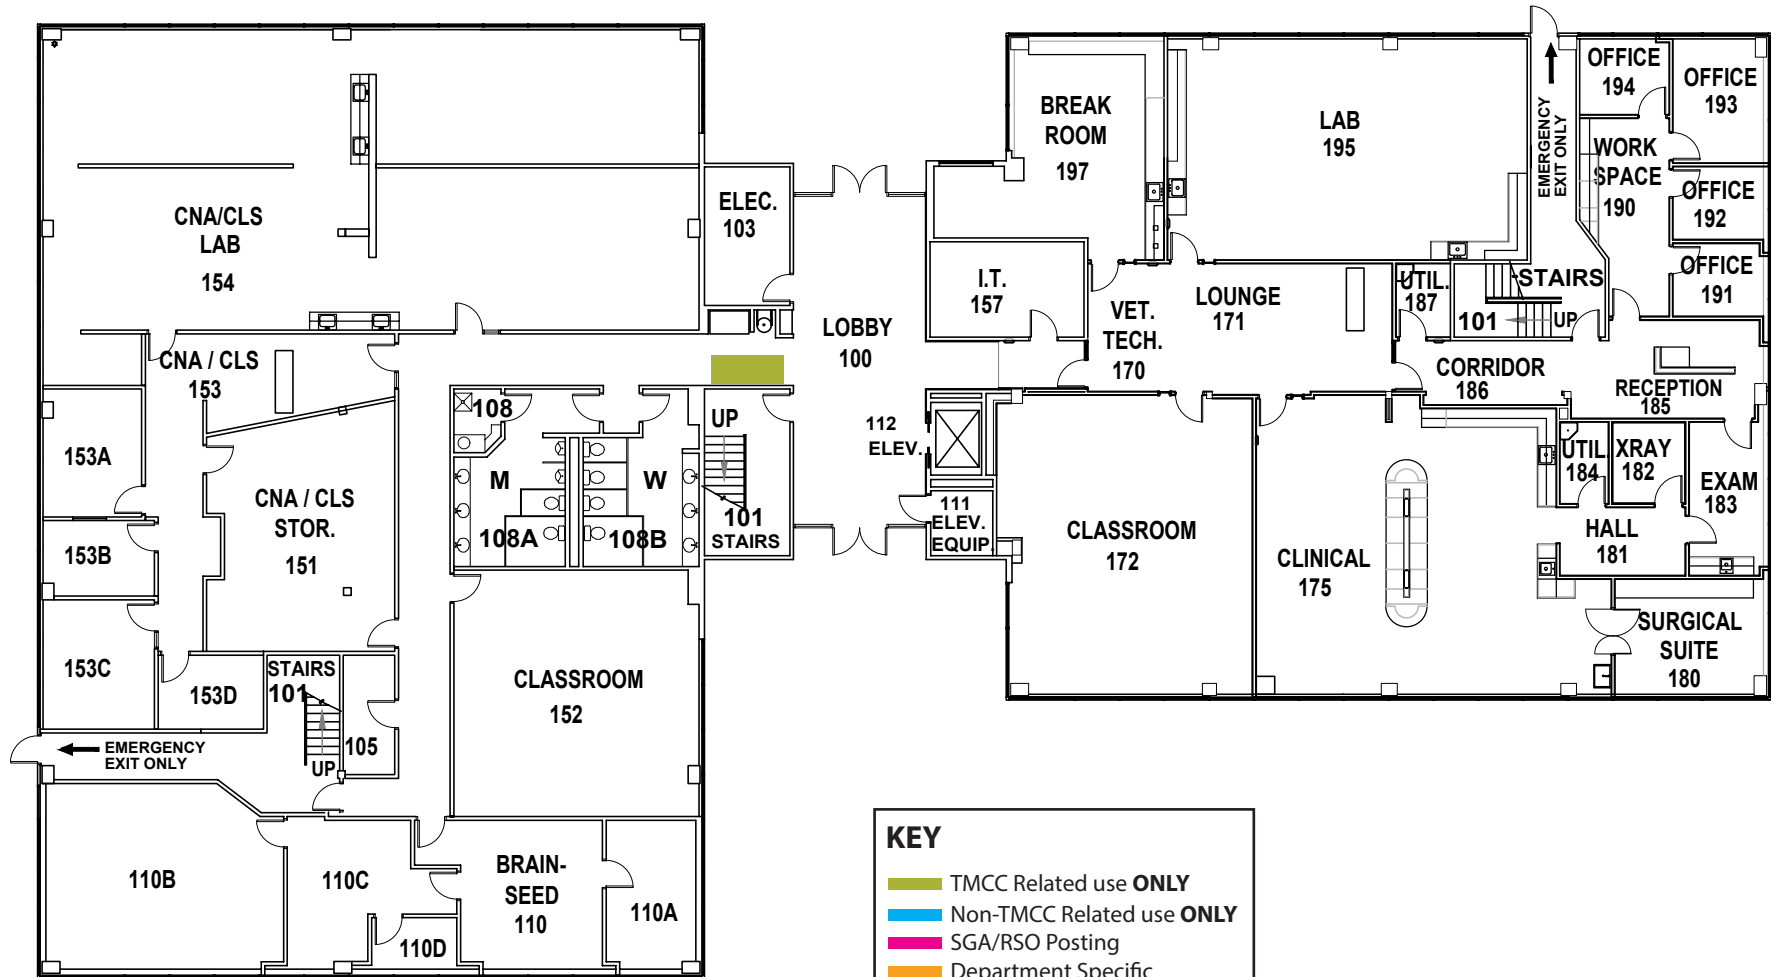 CNA/CLS
LAB
154
ELEC.
103
LOBBY
100
BREAK
ROOM
197
I.T.
157
LAB
195
EMERGENCY
EXIT ONLY
OFFICE
194
OFFICE
193
WORK
SPACE
190
OFFICE
192
OFFICE
191
VET.
TECH.
170
LOUNGE
171
UTIL.
187
STAIRS
101
UP
CORRIDOR
186
RECEPTION
185
CNA / CLS
153
153A
153B
153C
153D
CNA / CLS
STOR.
151
108
M
108A
W
108B
UP
101
STAIRS
112
ELEV.
111
ELEV.
EQUIP.
CLASSROOM
172
CLINICAL
175
UTIL.
184
XRAY
182
EXAM
183
HALL
181
SURGICAL
SUITE
180
STAIRS
101
UP
105
EMERGENCY
EXIT ONLY
CLASSROOM
152
110B
110C
110D
BRAIN-
SEED
110
110A
KEY
TMCC Related use ONLY
Non-TMCC Related use ONLY
SGA/RSO Posting
Department Specific